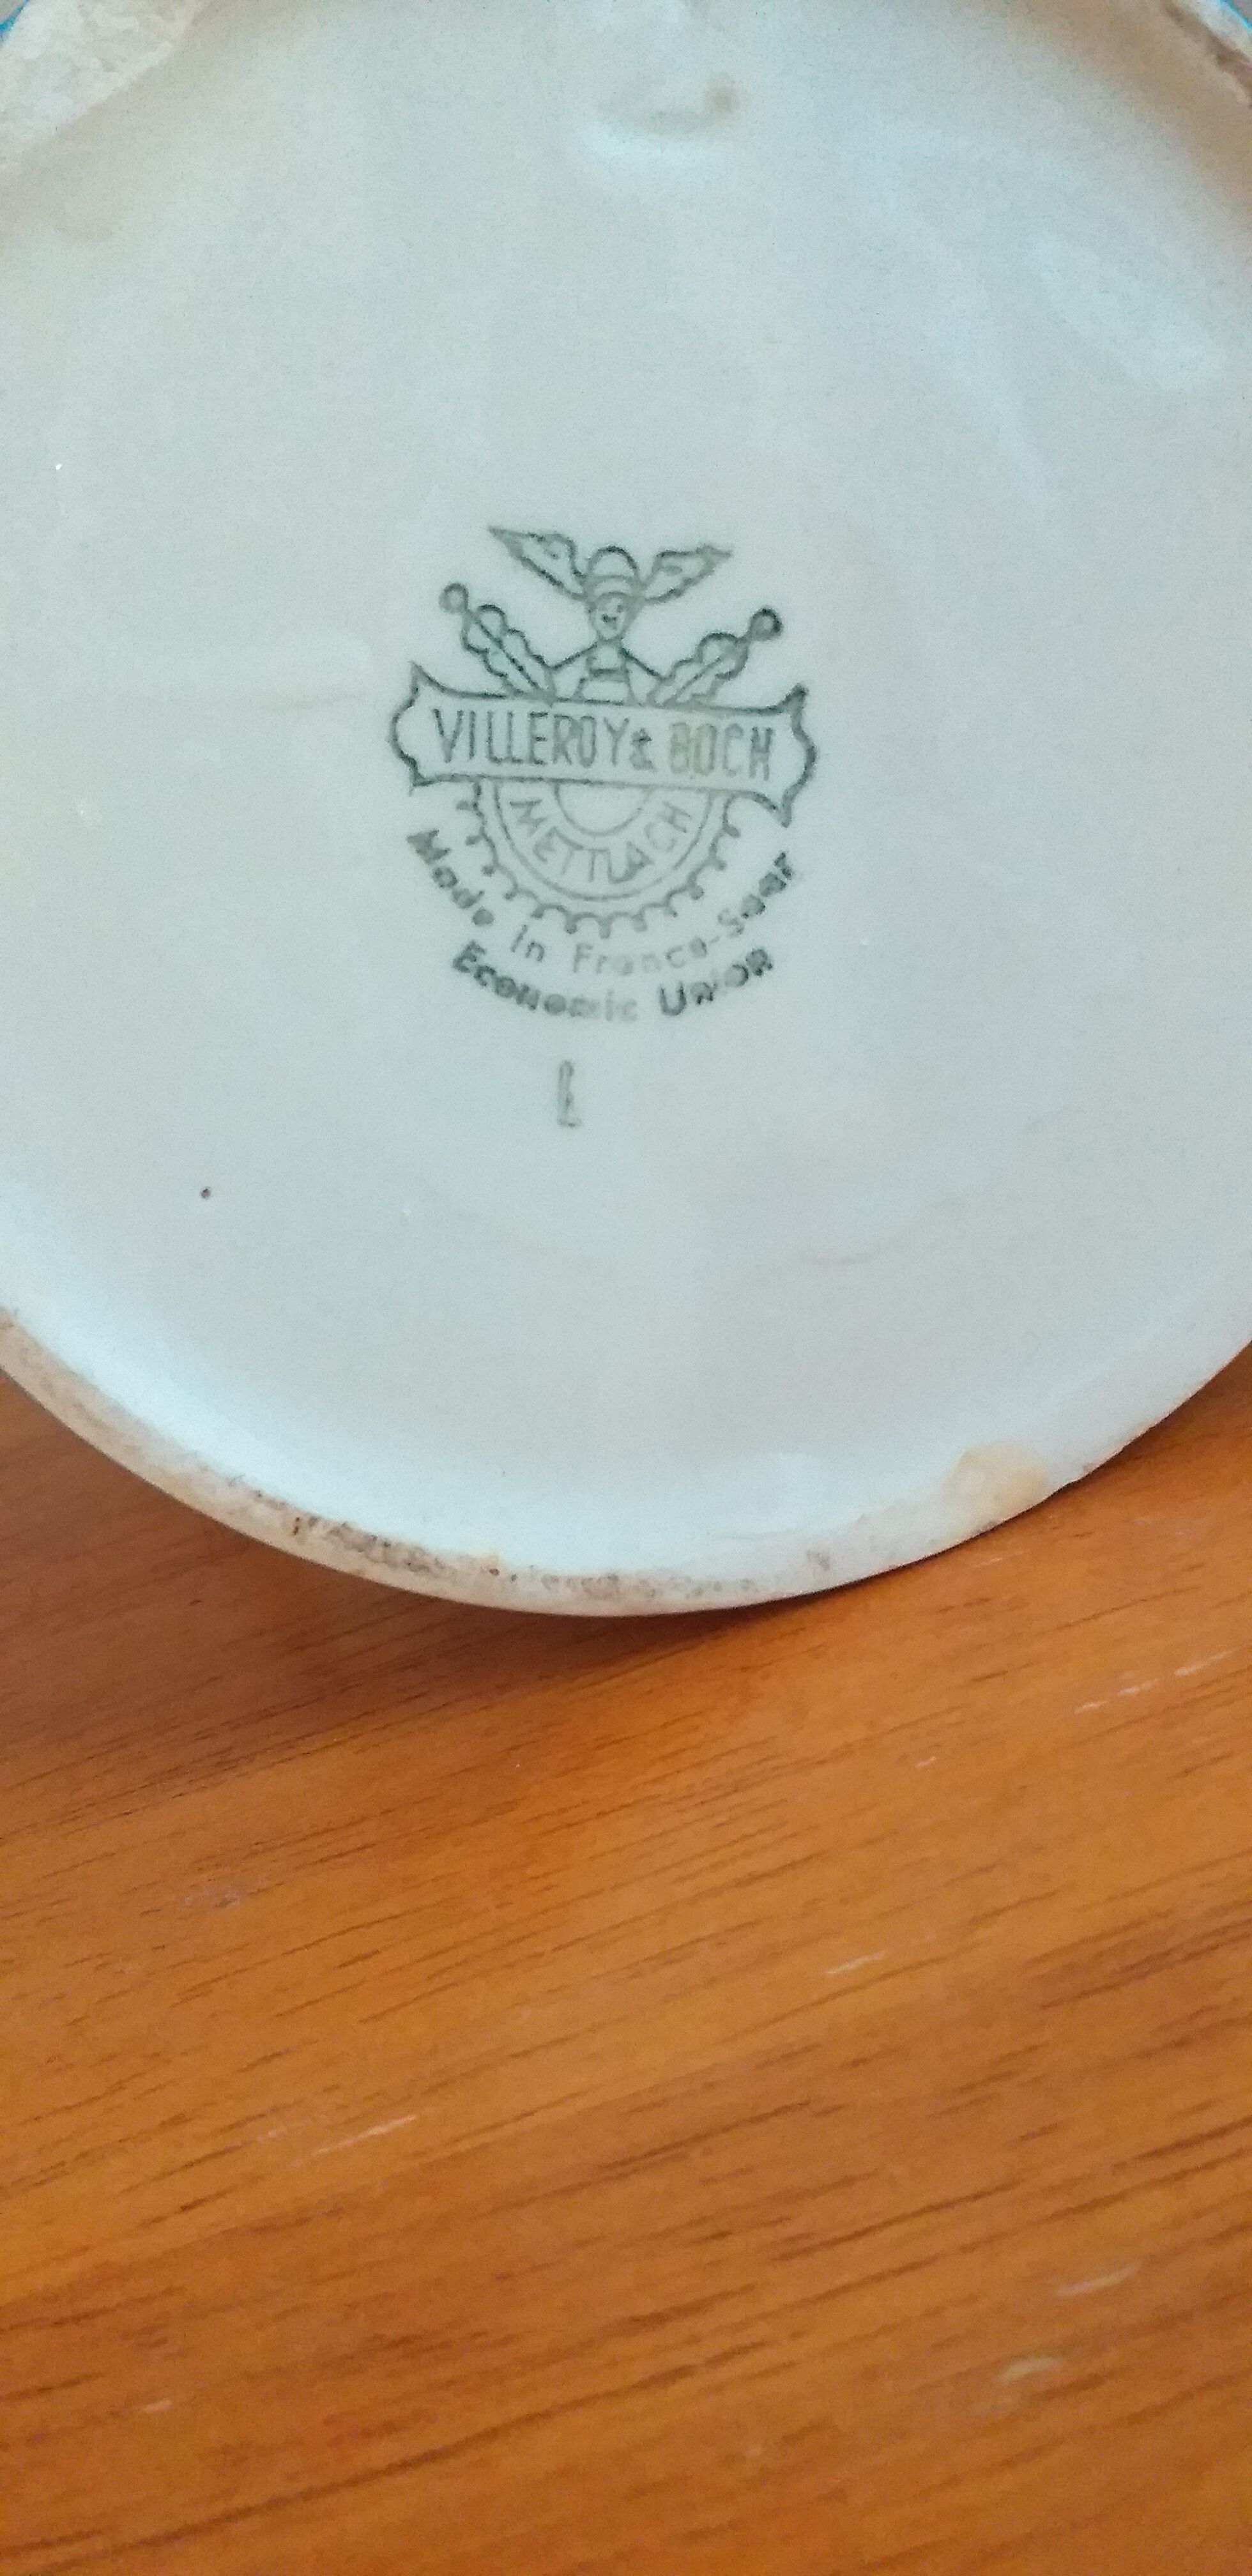 VILLEROY & BOCH
METTLACH
Made in France-Saar
Economic Union